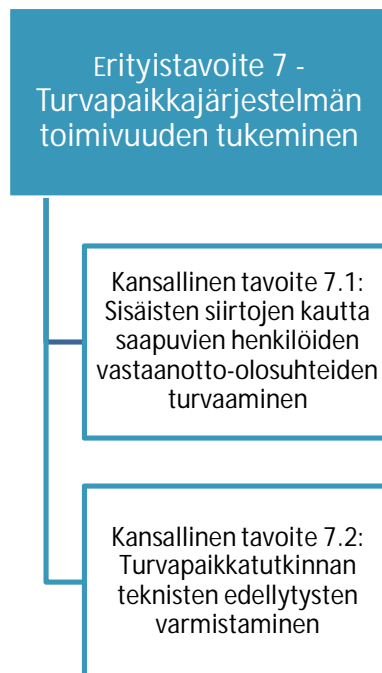 Erityistavoite 7 -
Turvapaikkajärjestelmän
toimivuuden tukeminen
Kansallinen tavoite 7.1:
Sisäisten siirtojen kautta
saapuvien henkilöiden
vastaanotto-olosuhteiden
turvaaminen
Kansallinen tavoite 7.2:
Turvapaikkatutkinnan
teknisten edellytysten
varmistaminen